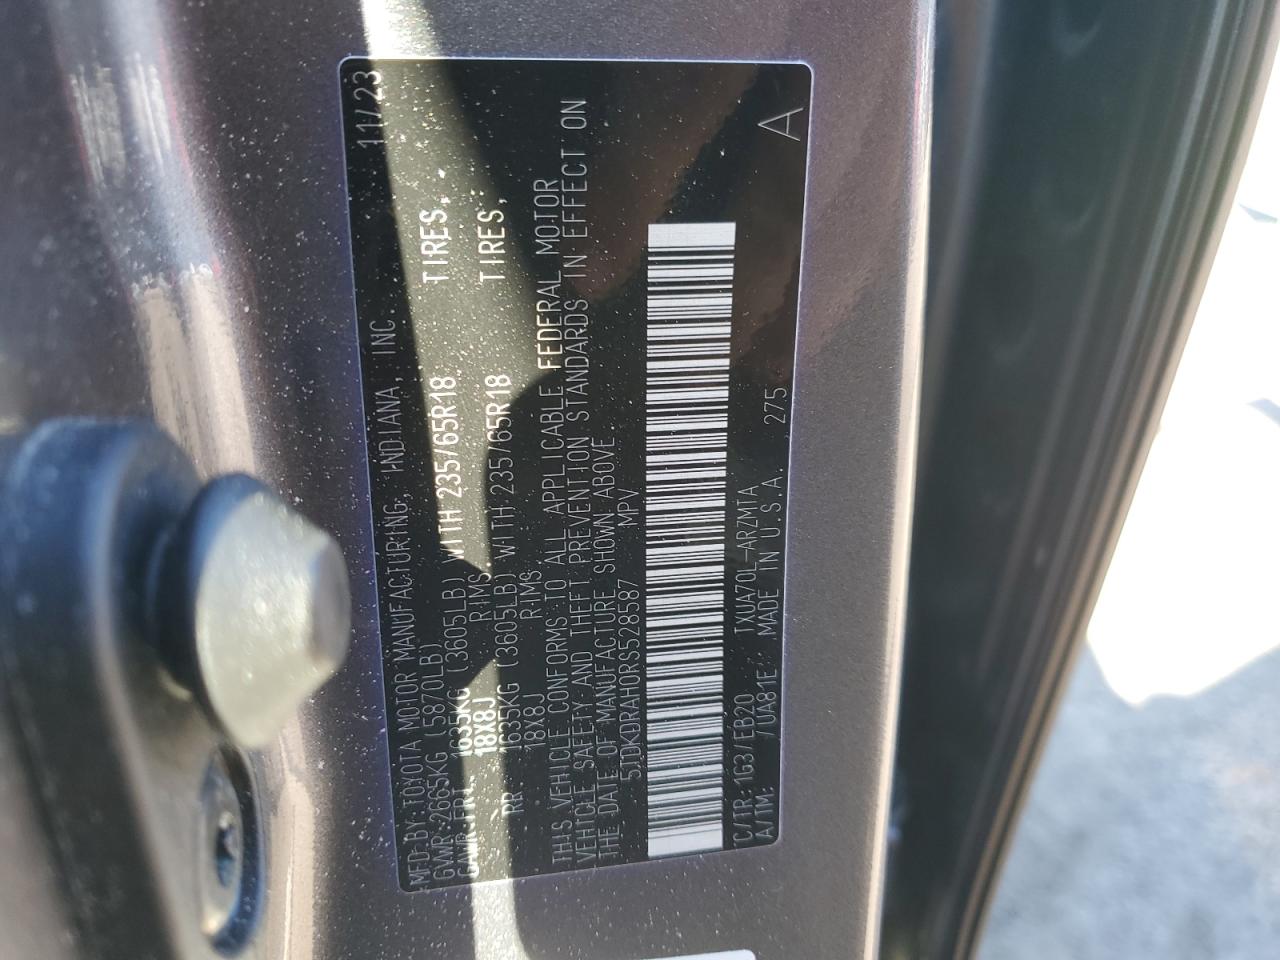 MFD BY: TOYOTA MOTOR MANUFACTURING, INDIANA, INC. 11/23
GVWR: 2665KG (5870LB)
GAWR FRT. 1635KG (3605LB) WITH 235/65R18 TIRES,
18X8J RIMS
RR. 1635KG (3605LB) WITH 235/65R18 TIRES,
18X8J RIMS
THIS VEHICLE CONFORMS TO ALL APPLICABLE FEDERAL MOTOR
VEHICLE SAFETY AND THEFT PREVENTION STANDARDS IN EFFECT ON
THE DATE OF MANUFACTURE SHOWN ABOVE.
5TDKDRAH0RS528587 MPV
C/TR: 1G3/EB20 TXUA70L-ARZMTA A
A/TM: /UA81E MADE IN U.S.A. 275